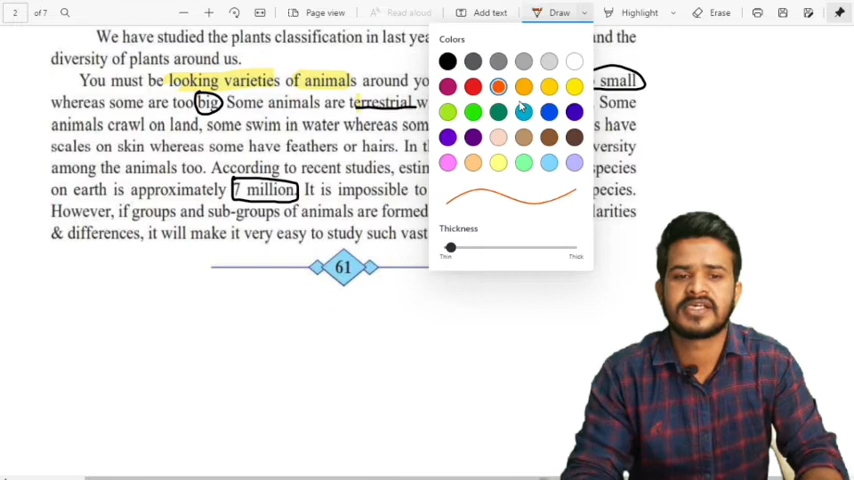 2 of 7 Page view Read aloud Add text Draw Highlight Erase
We have studied the plants classification in last yea and the
diversity of plants around us.
You must be looking varieties of animals around yo small
whereas some are too big. Some animals are terrestrial w Some
animals crawl on land, some swim in water whereas som s have
scales on skin whereas some have feathers or hairs. In th versity
among the animals too. According to recent studies, estin species
on earth is approximately 7 million. It is impossible to pecies.
However, if groups and sub-groups of animals are formed larities
& differences, it will make it very easy to study such vast
61
Colors
Thickness
Thin Thick